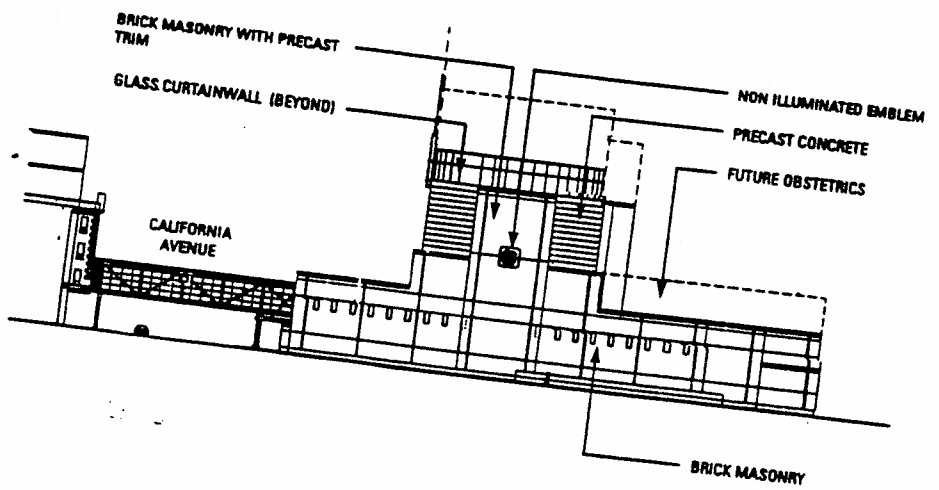 BRICK MASONRY WITH PRECAST
TRIM
GLASS CURTAINWALL (BEYOND)
NON ILLUMINATED EMBLEM
PRECAST CONCRETE
FUTURE OBSTETRICS
CALIFORNIA
AVENUE
BRICK MASONRY